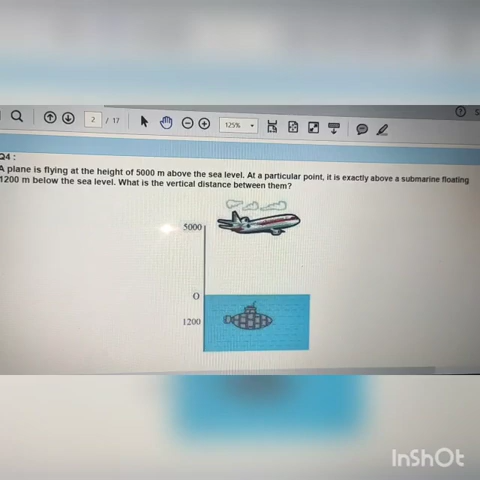 2 / 17
125%
Q4 :
A plane is flying at the height of 5000 m above the sea level. At a particular point, it is exactly above a submarine floating
1200 m below the sea level. What is the vertical distance between them?
5000
O
1200
InShOt